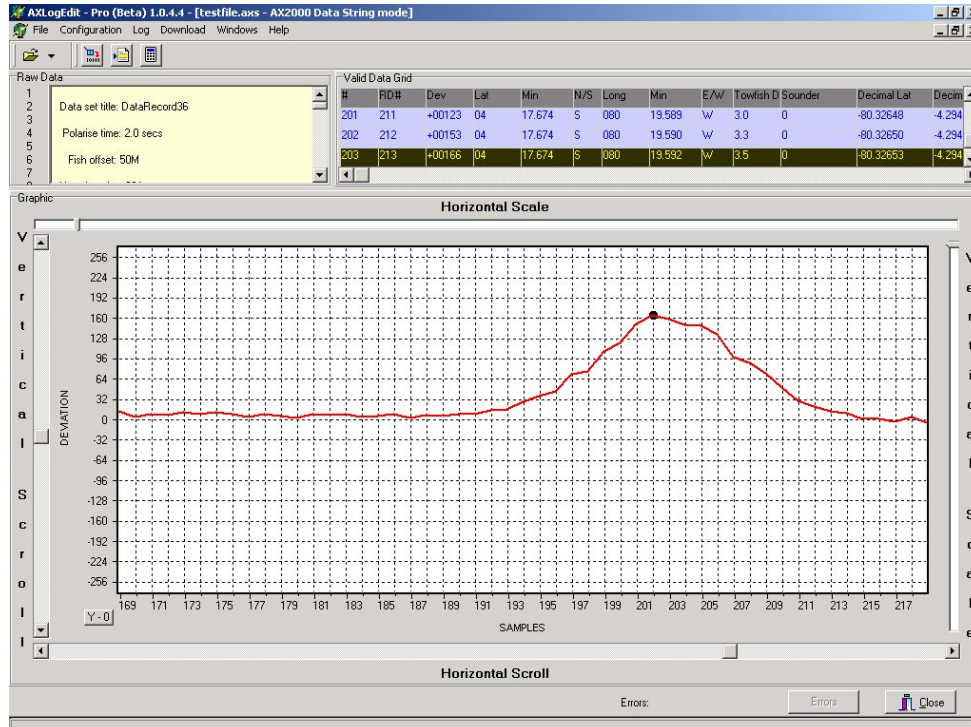 AXLogEdit - Pro (Beta) 1.0.4.4 - [testfile.axs - AX2000 Data String mode]
File Configuration Log Download Windows Help
Raw Data
1
2
3
4
5
6
7
Data set title: DataRecord36
Polarise time: 2.0 secs
Fish offset: 50M
Valid Data Grid
# RD# Dev Lat Min N/S Long Min E/W Towfish D Sounder Decimal Lat Decim
201 211 +00123 04 17.674 S 080 19.589 W 3.0 0 -80.32648 -4.294
202 212 +00153 04 17.674 S 080 19.590 W 3.3 0 -80.32650 -4.294
203 213 +00166 04 17.674 S 080 19.592 W 3.5 0 -80.32653 -4.294
Graphic
Horizontal Scale
Vertical Scroll
DEVIATION
256
224
192
160
128
96
64
32
0
-32
-64
-96
-128
-160
-192
-224
-256
169 171 173 175 177 179 181 183 185 187 189 191 193 195 197 199 201 203 205 207 209 211 213 215 217
Y - 0
SAMPLES
Horizontal Scroll
Errors:
Errors
Close